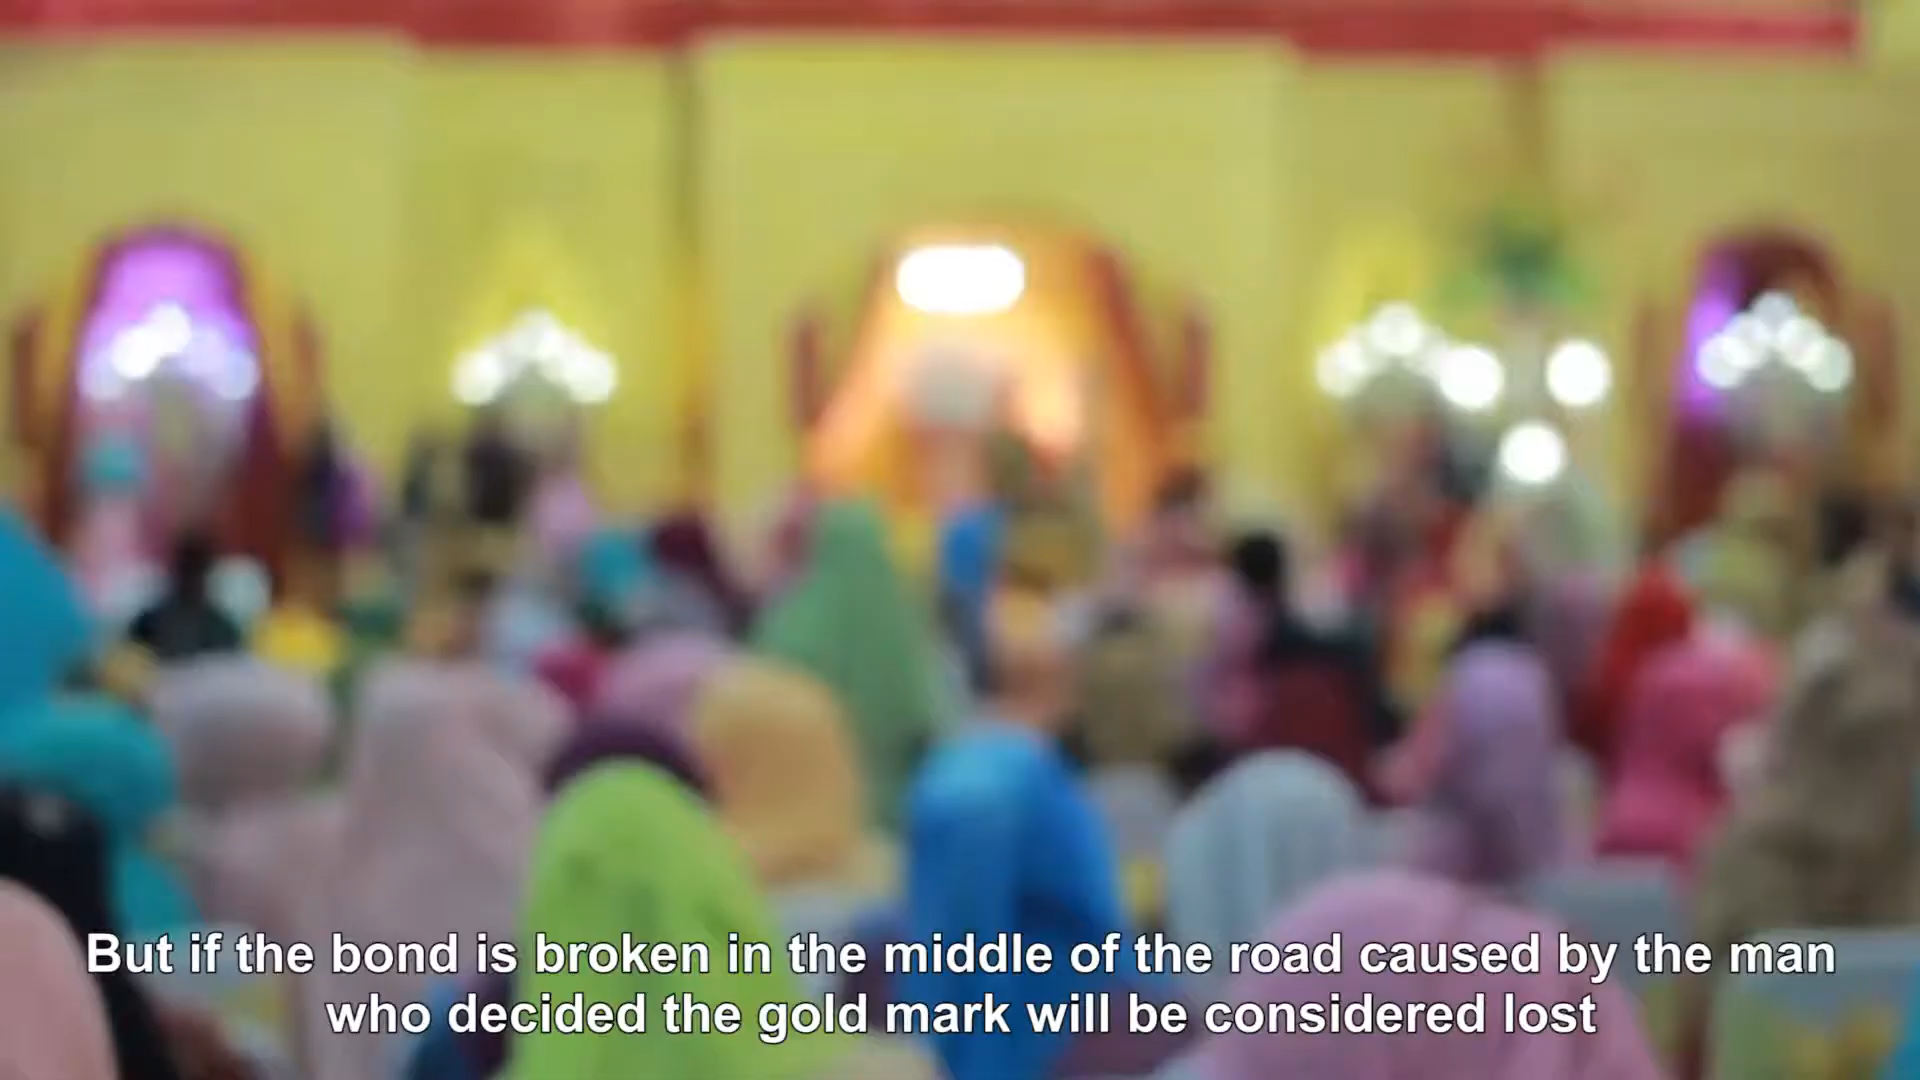 But if the bond is broken in the middle of the road caused by the man
who decided the gold mark will be considered lost